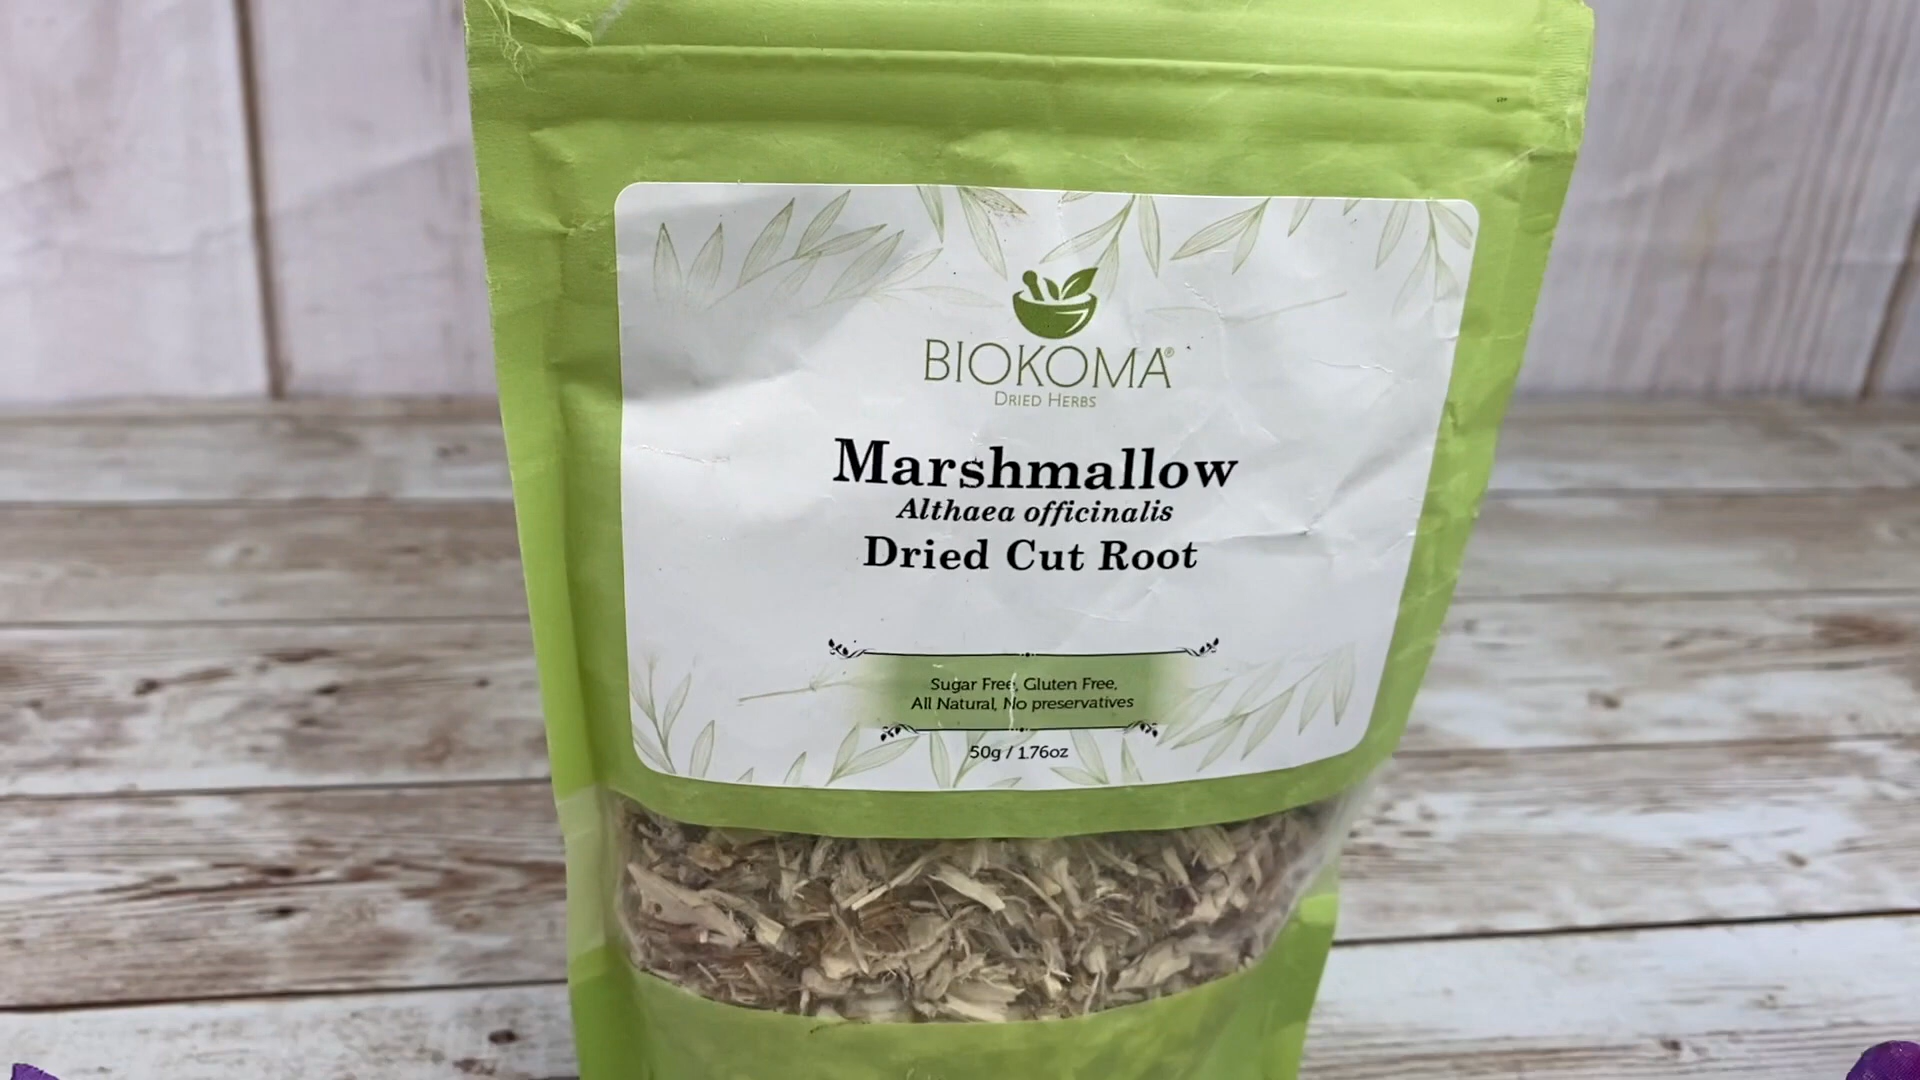 BIOKOMA®
DRIED HERBS
Marshmallow
Althaea officinalis
Dried Cut Root
Sugar Free, Gluten Free,
All Natural, No preservatives
50g / 1.76oz